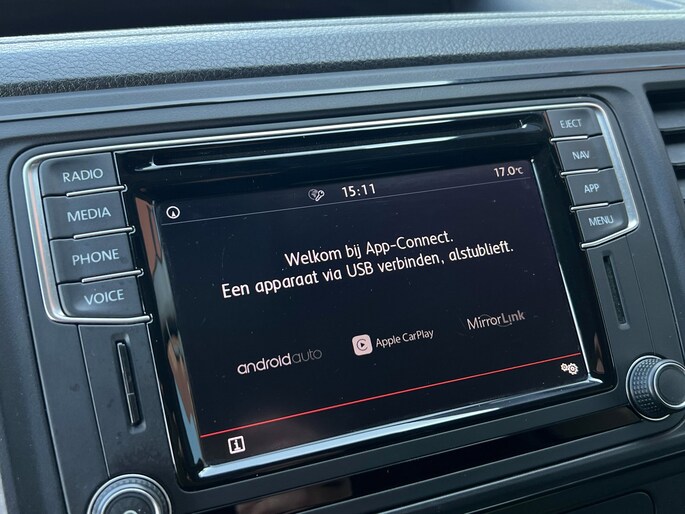 RADIO
MEDIA
PHONE
VOICE
EJECT
NAV
APP
MENU
15:11
17.0°C
Welkom bij App-Connect.
Een apparaat via USB verbinden, alstublieft.
androidauto
Apple CarPlay
MirrorLink